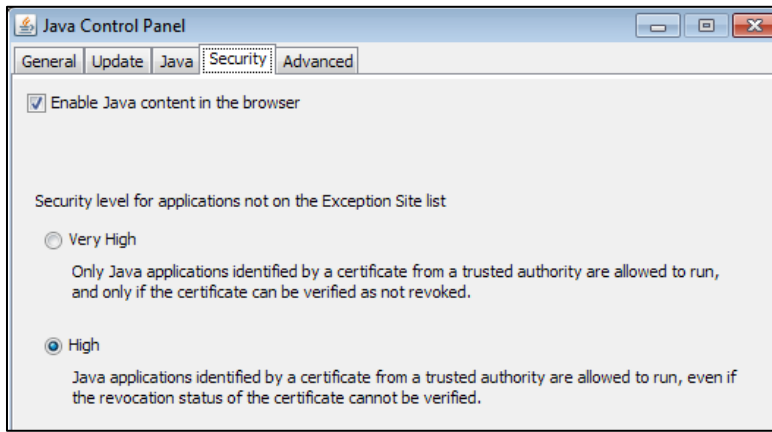 Java Control Panel
General Update Java Security Advanced
Enable Java content in the browser
Security level for applications not on the Exception Site list
Very High
Only Java applications identified by a certificate from a trusted authority are allowed to run,
and only if the certificate can be verified as not revoked.
High
Java applications identified by a certificate from a trusted authority are allowed to run, even if
the revocation status of the certificate cannot be verified.